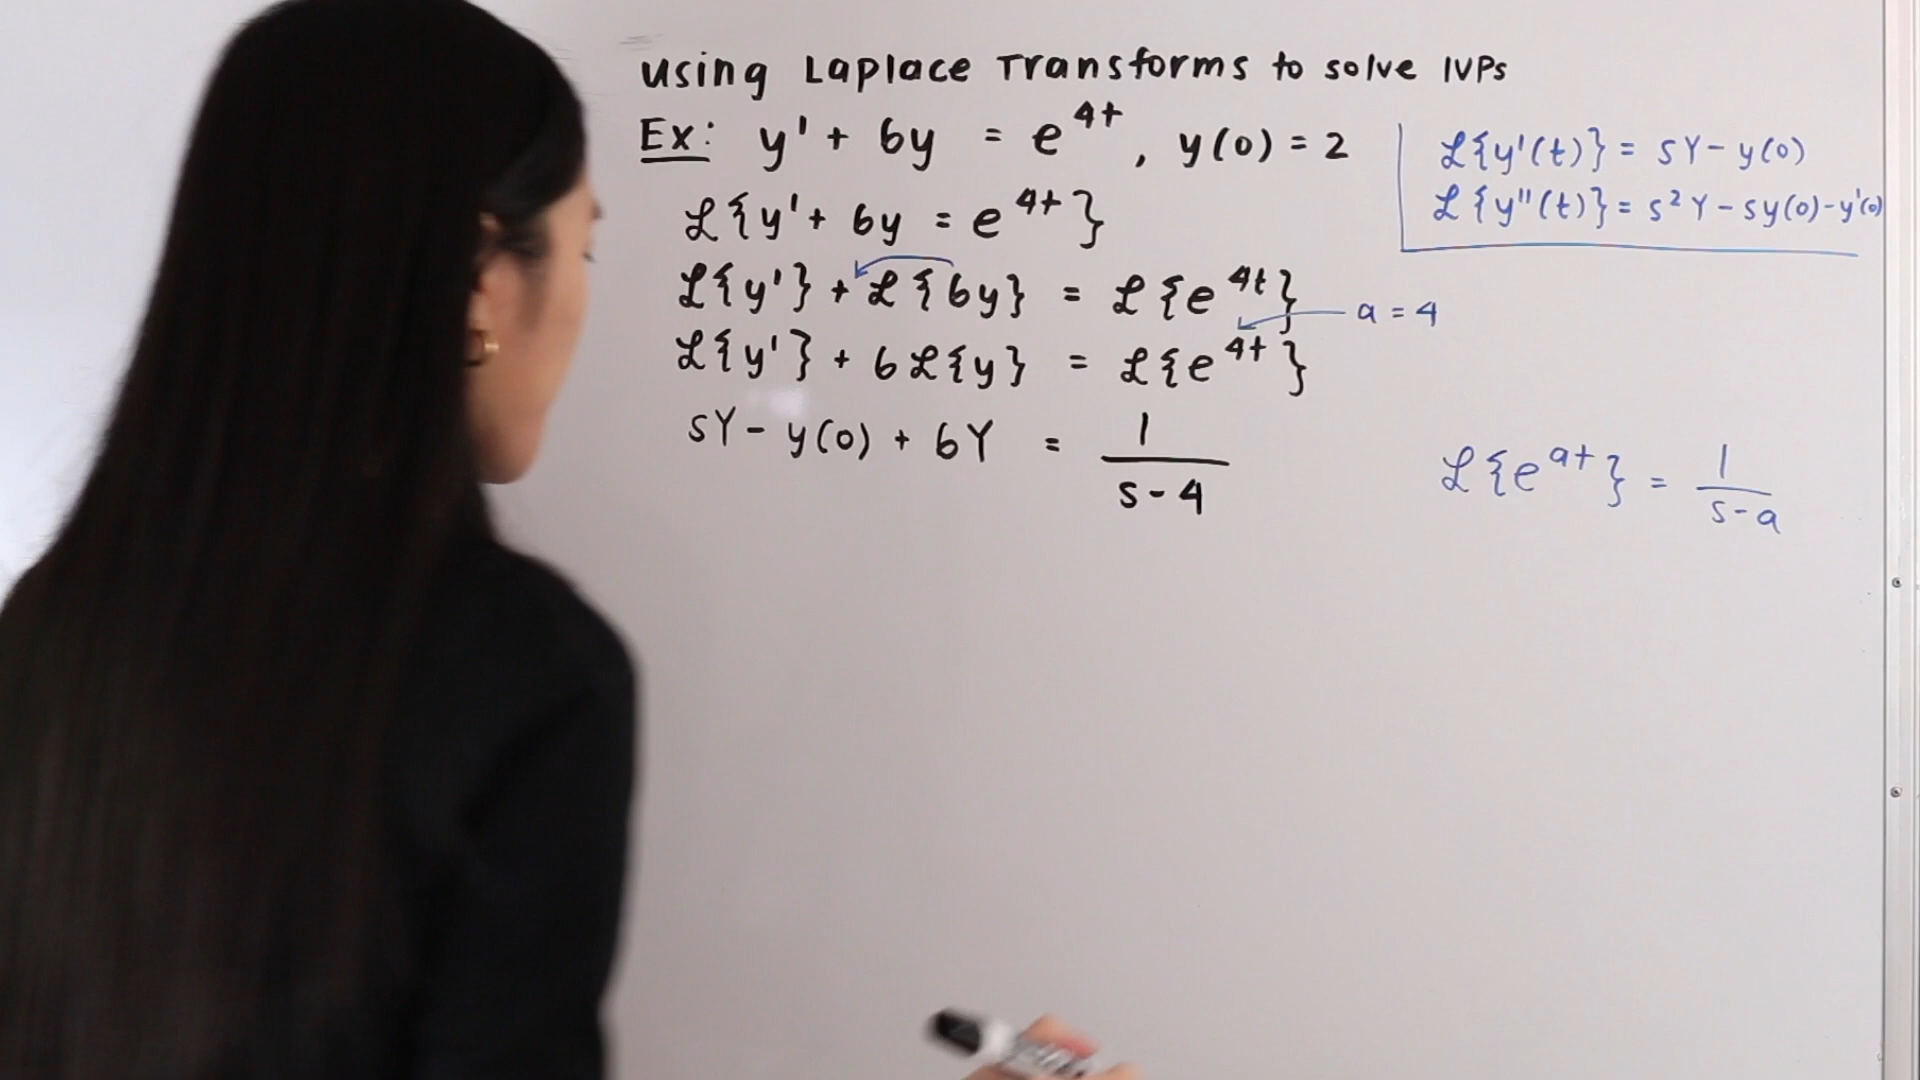 Using Laplace Transforms to solve IVPs
Ex: y' + 6y = e^{4t}, y(0) = 2
ℒ{y'(t)} = sY - y(0)
ℒ{y''(t)} = s²Y - sy(0) - y'(0)
ℒ{y' + 6y = e^{4t}}
ℒ{y'} + ℒ{6y} = ℒ{e^{4t}}
a = 4
ℒ{y'} + 6ℒ{y} = ℒ{e^{4t}}
sY - y(0) + 6Y = 1/(s-4)
ℒ{e^{at}} = 1/(s-a)